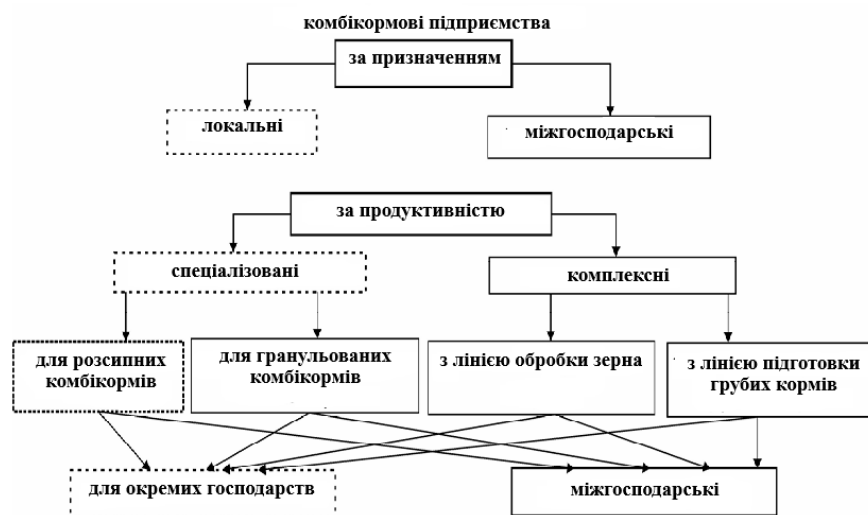 комбікормові підприємства
за призначенням
локальні
міжгосподарські
за продуктивністю
спеціалізовані
комплексні
для розсипних
комбікормів
для гранульованих
комбікормів
з лінією обробки зерна
з лінією підготовки
грубих кормів
для окремих господарств
міжгосподарські